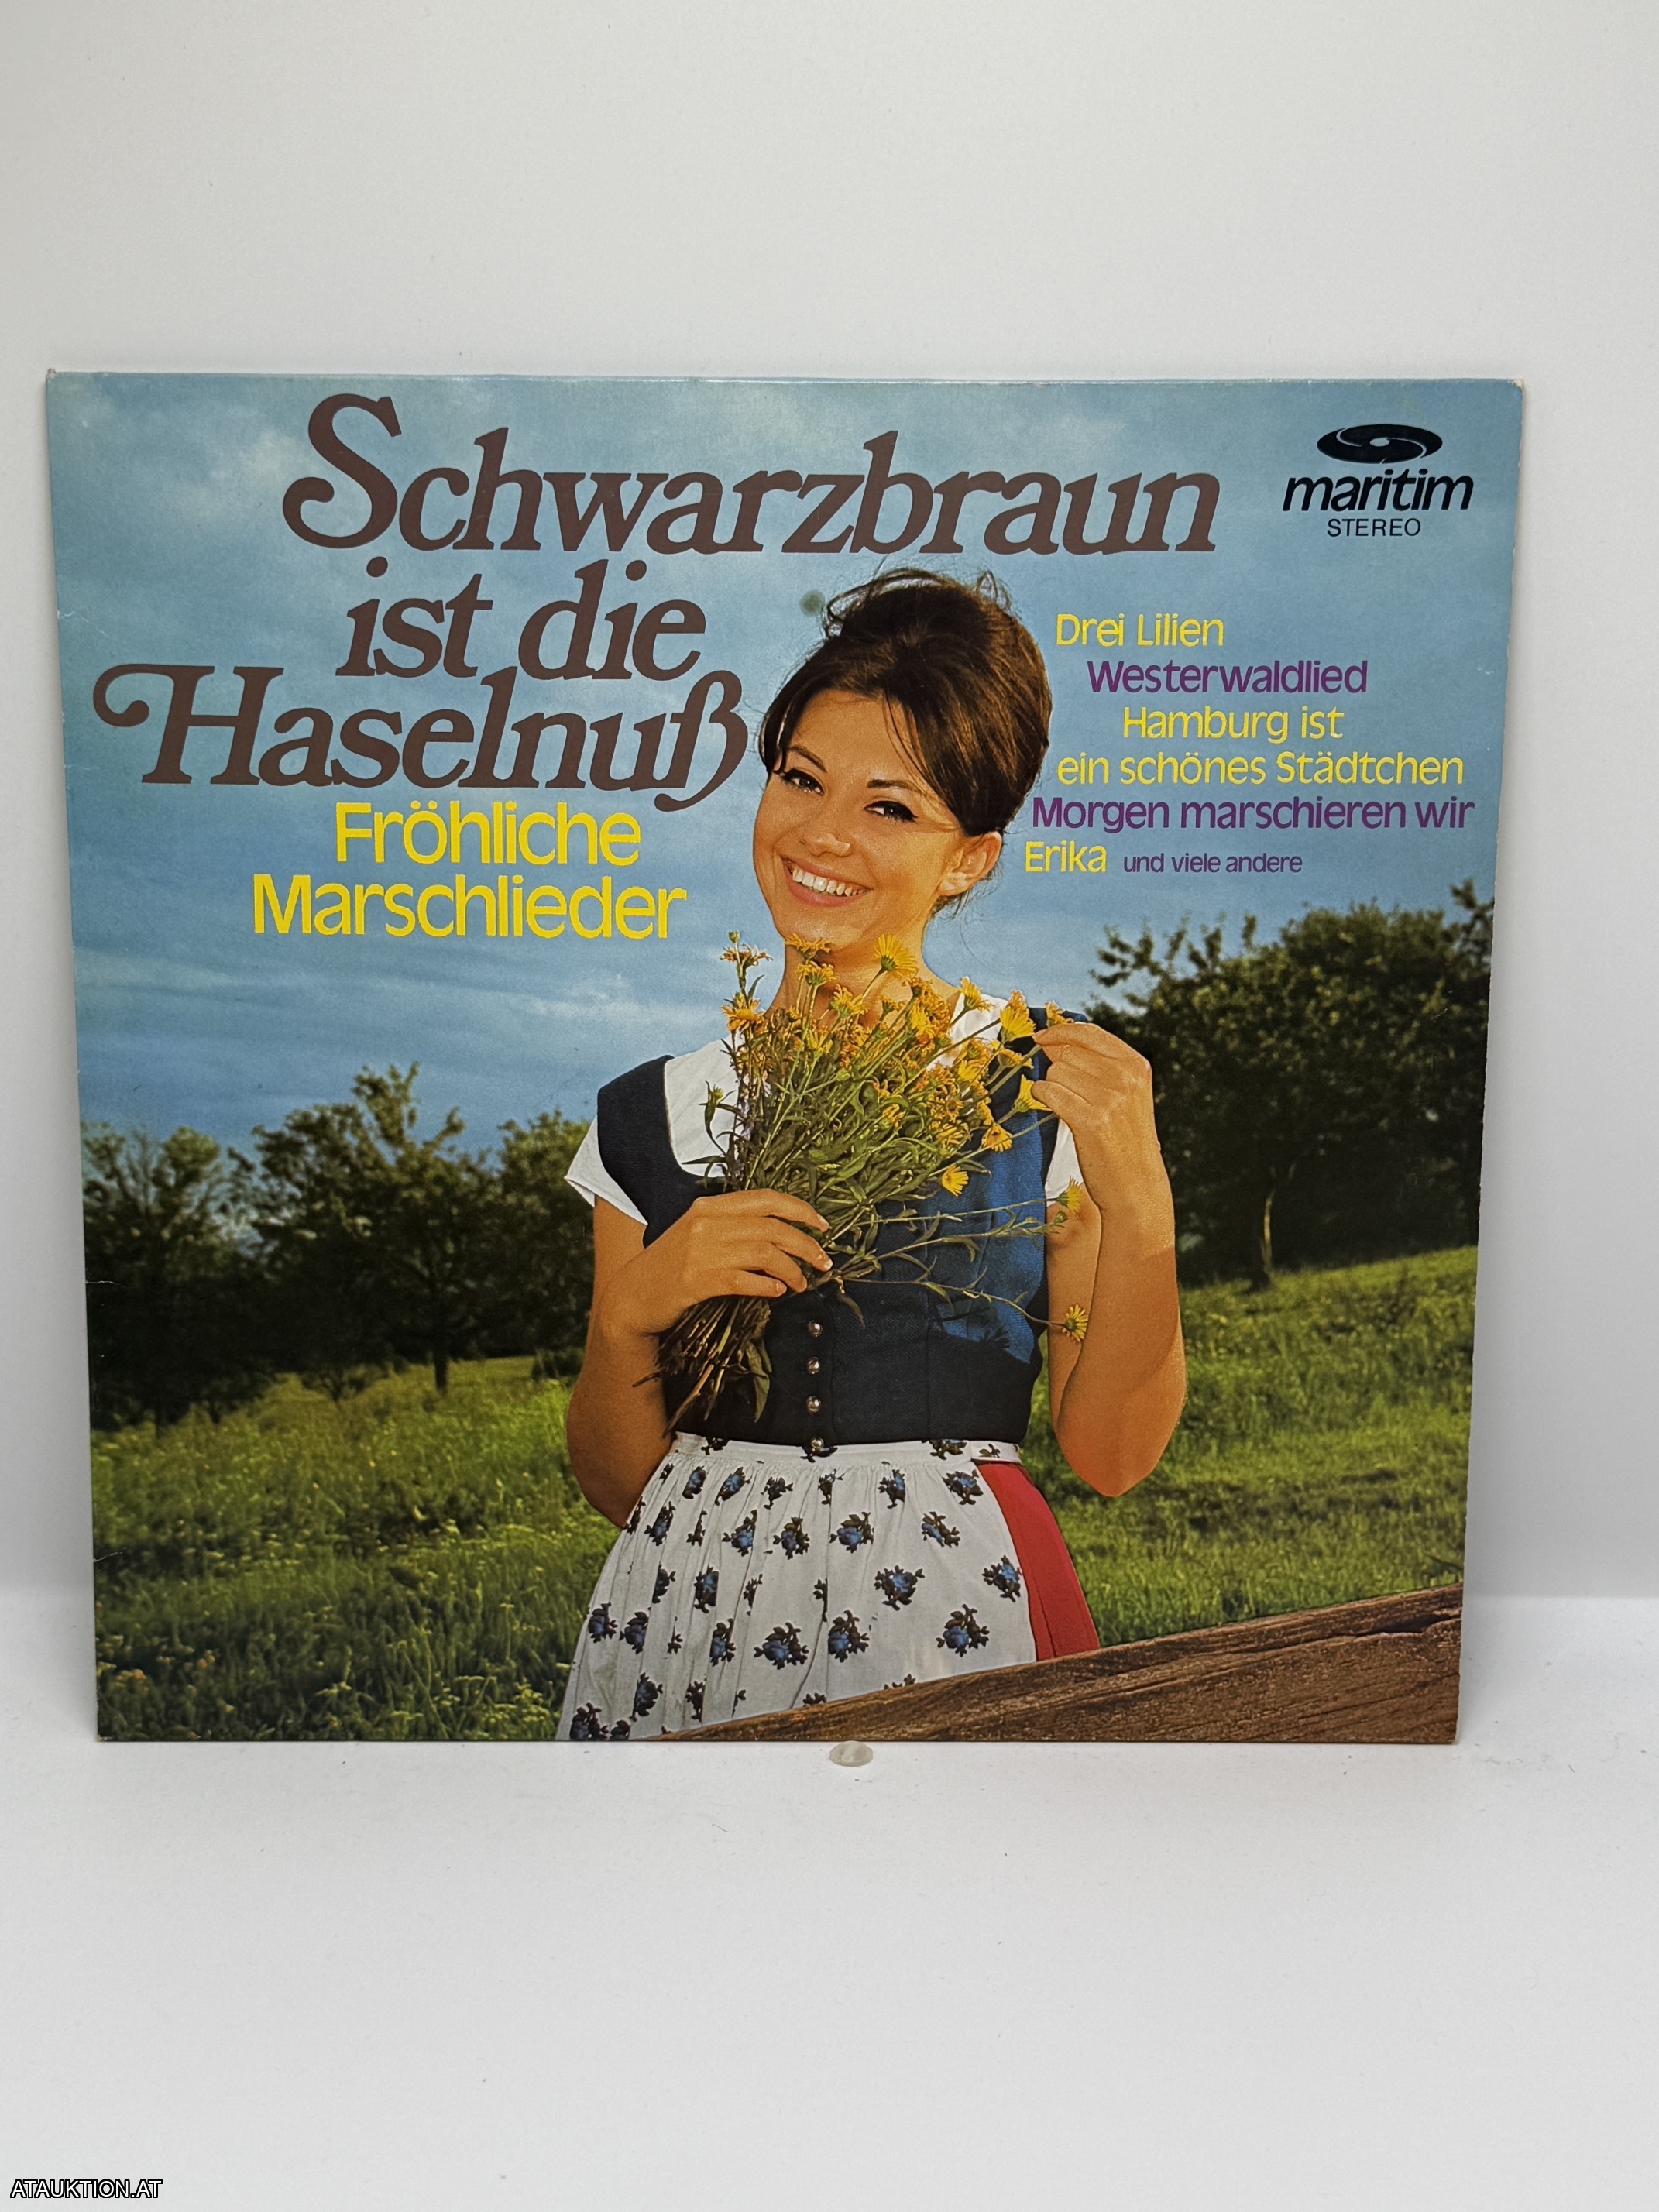 Schwarzbraun
ist die
Haselnuß
Fröhliche
Marschlieder
maritim
STEREO
Drei Lilien
Westerwaldlied
Hamburg ist
ein schönes Städtchen
Morgen marschieren wir
Erika und viele andere
ATAUKTION.AT